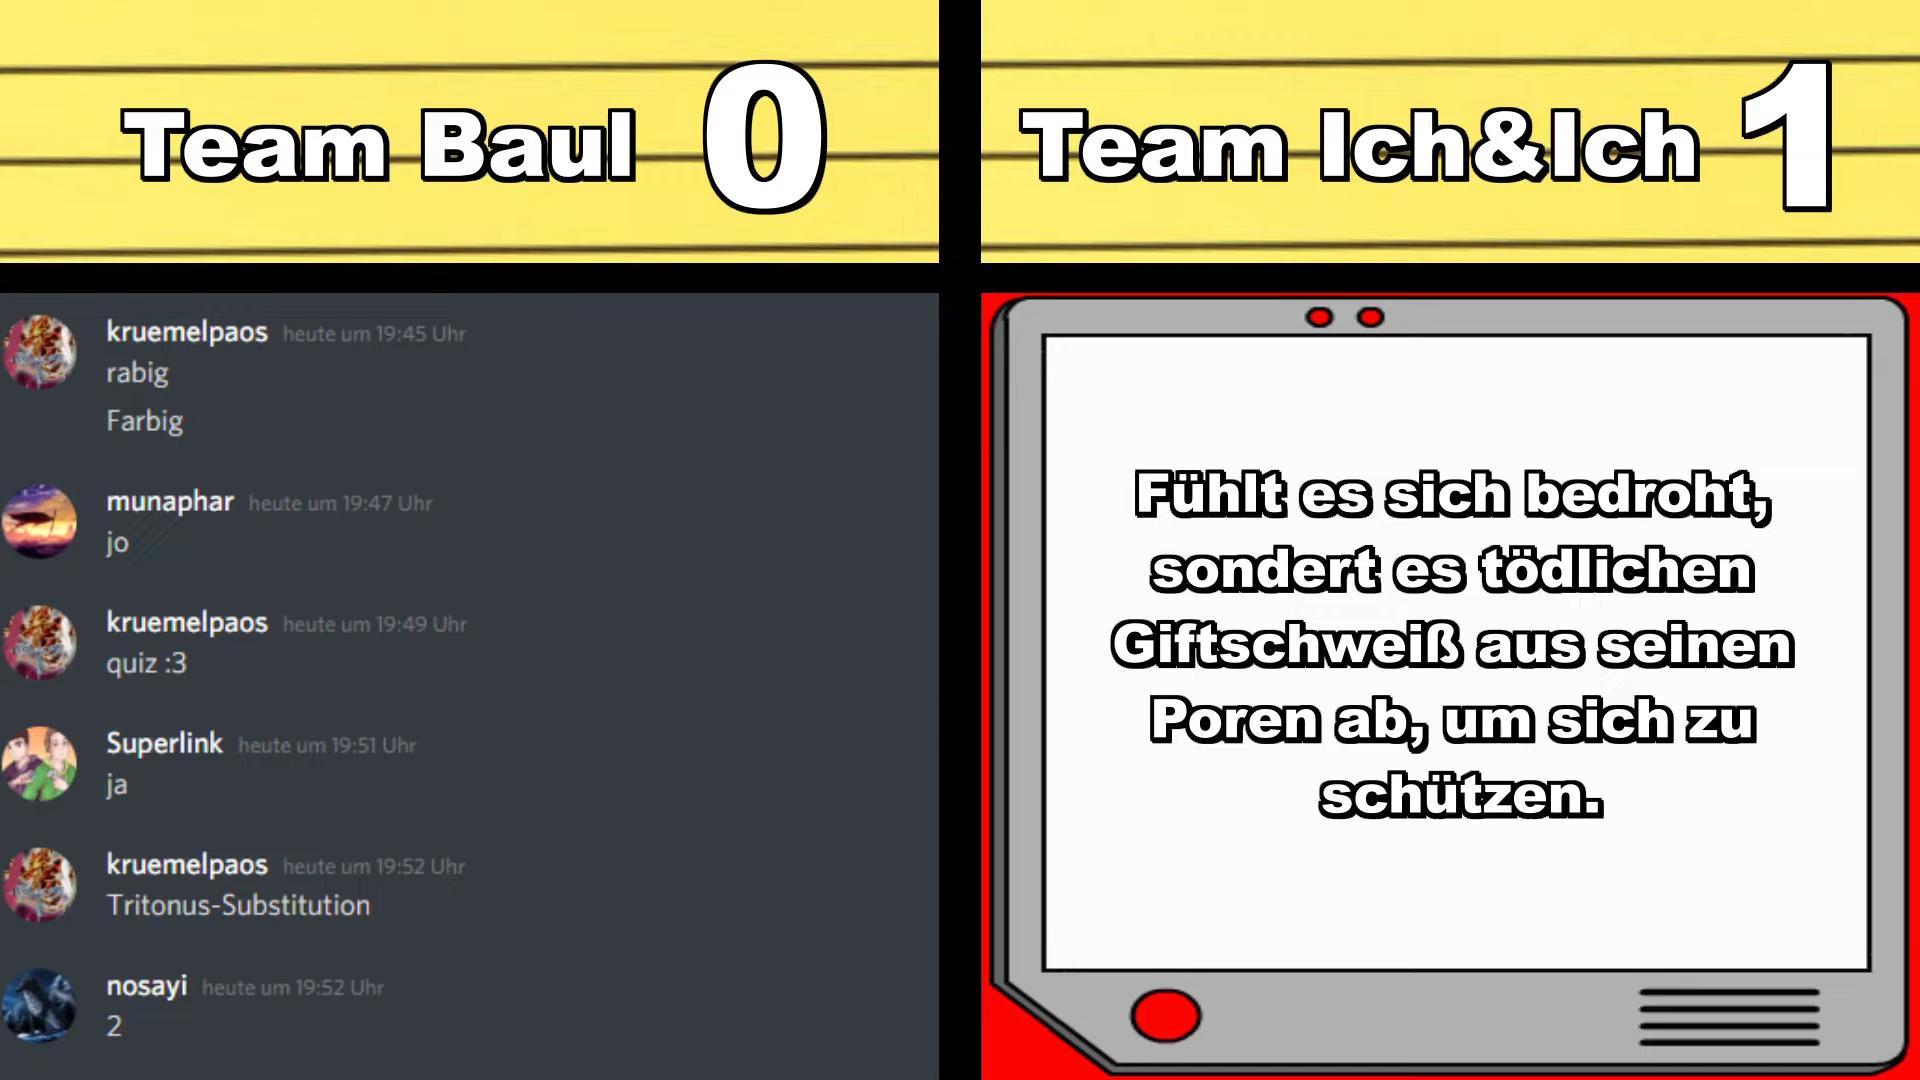 Team Baul 0
Team Ich&Ich 1
kruemelpaos heute um 19:45 Uhr
rabig
Farbig
munaphar heute um 19:47 Uhr
jo
kruemelpaos heute um 19:49 Uhr
quiz :3
Superlink heute um 19:51 Uhr
ja
kruemelpaos heute um 19:52 Uhr
Tritonus-Substitution
nosayi heute um 19:52 Uhr
2
Fühlt es sich bedroht,
sondert es tödlichen
Giftschweiß aus seinen
Poren ab, um sich zu
schützen.